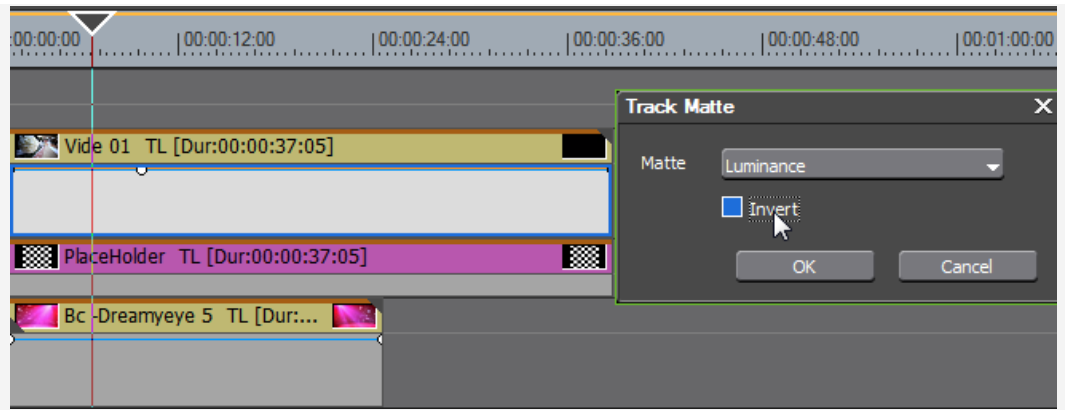 :00:00:00 |00:00:12:00 |00:00:24:00 |00:00:36:00 |00:00:48:00 |00:01:00:00
Track Matte X
Vide 01 TL [Dur:00:00:37:05]
Matte Luminance
Invert
PlaceHolder TL [Dur:00:00:37:05]
OK Cancel
Bc -Dreamyeye 5 TL [Dur:...